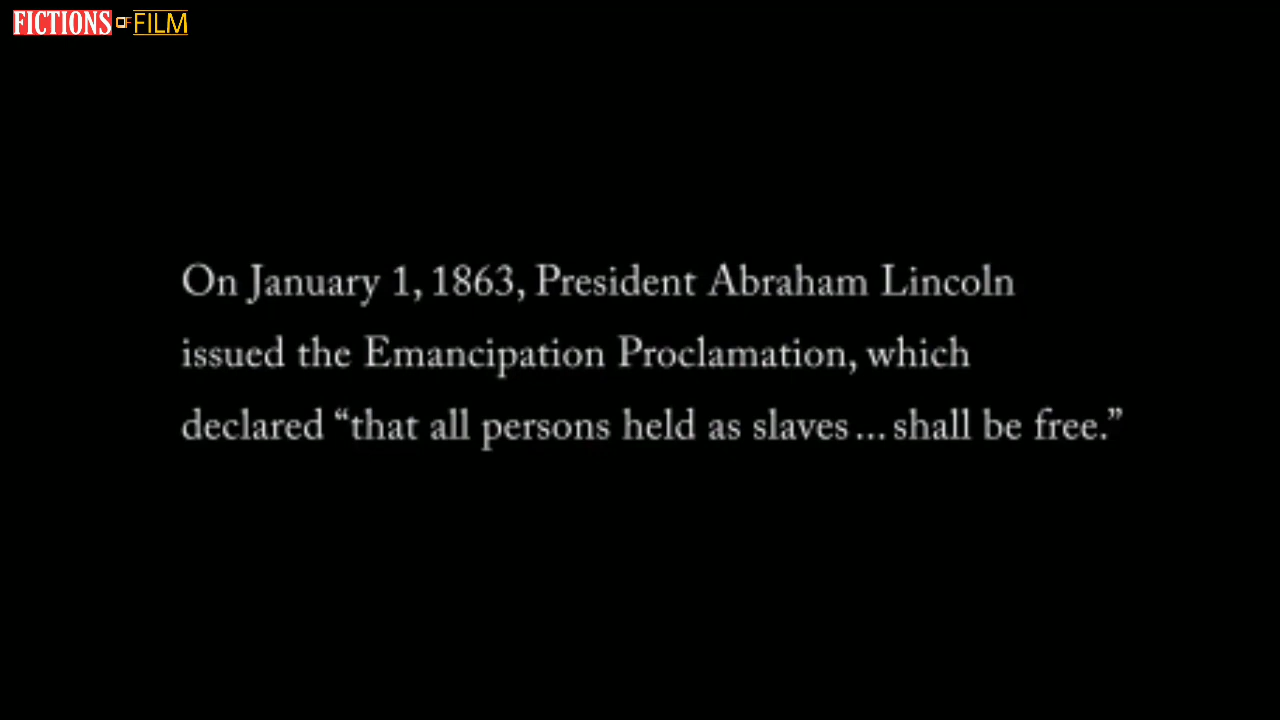 FICTIONS OF FILM
On January 1, 1863, President Abraham Lincoln
issued the Emancipation Proclamation, which
declared “that all persons held as slaves ... shall be free.”